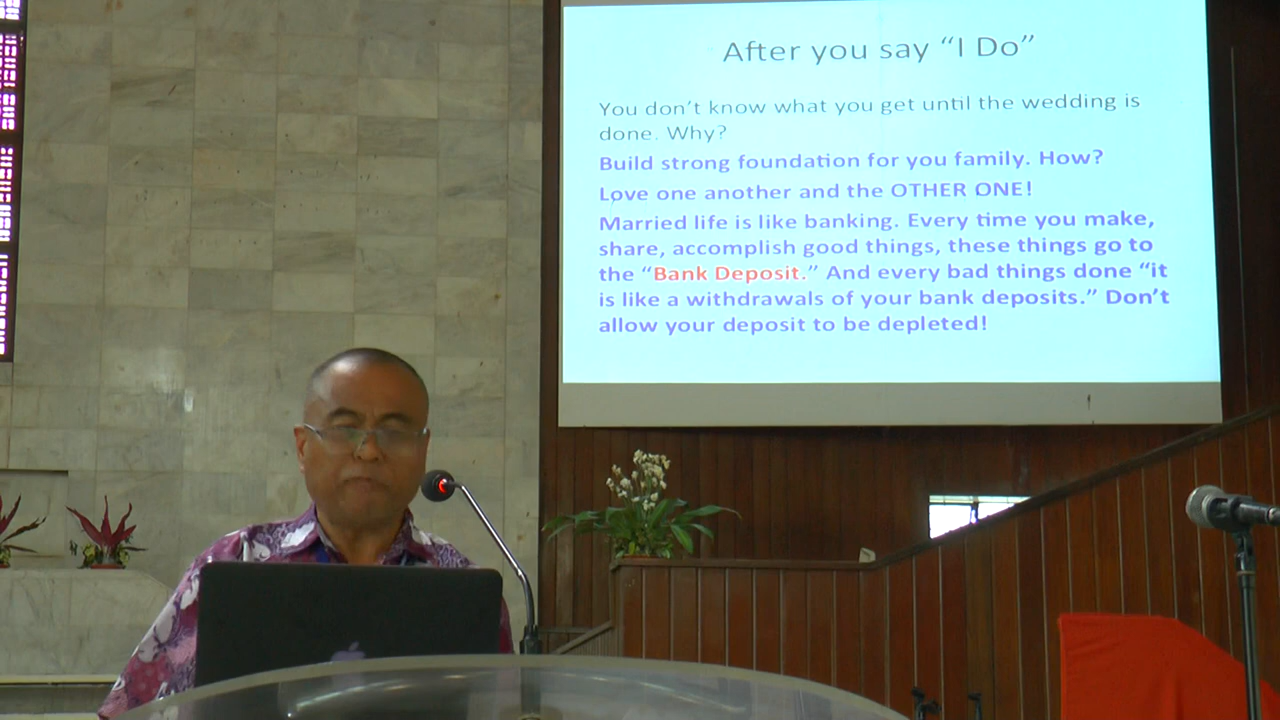 After you say “I Do”
You don’t know what you get until the wedding is
done. Why?
Build strong foundation for you family. How?
Love one another and the OTHER ONE!
Married life is like banking. Every time you make,
share, accomplish good things, these things go to
the “Bank Deposit.” And every bad things done “it
is like a withdrawals of your bank deposits.” Don’t
allow your deposit to be depleted!